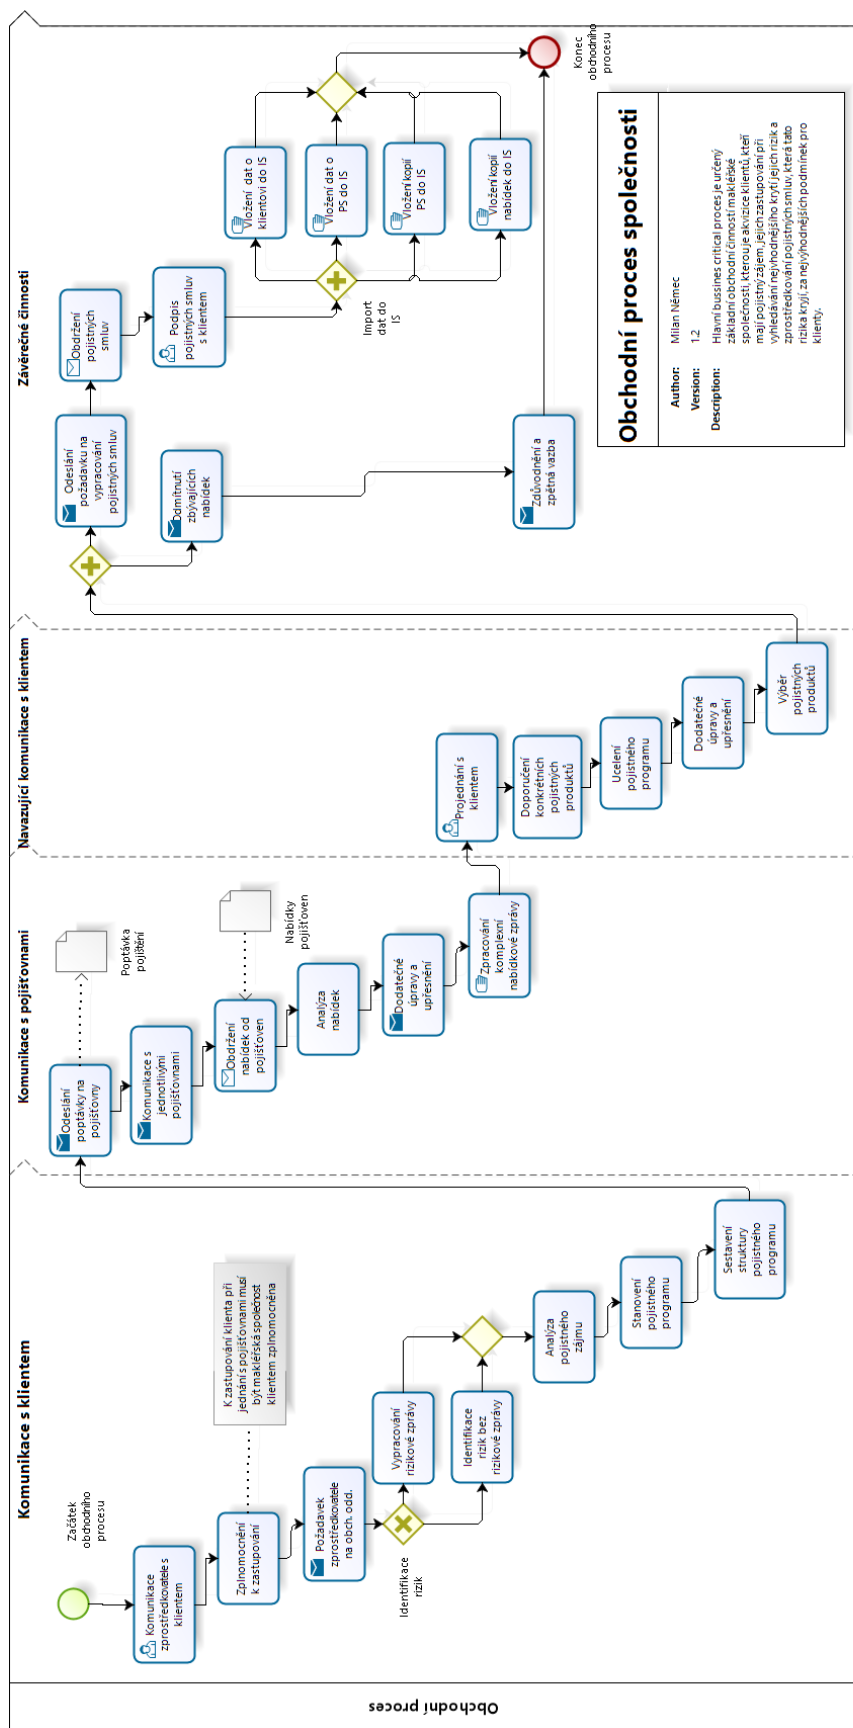 Obchodní proces
Komunikace s klientem
Začátek
obchodního
procesu
Komunikace
zprostředkovatele s
klientem
Zplnomocnění
k zastupování
K zastupování klienta při
jednání s pojišťovnami musí
být makléřská společnost
klientem zplnomocněna
Požadavek
zprostředkovatele
na obch. odd.
Identifikace
rizik
Vypracování
rizikové zprávy
Identifikace
rizik bez
rizikové zprávy
Analýza
pojistného
zájmu
Stanovení
pojistného
programu
Sestavení
struktury
pojistného
programu
Komunikace s pojišťovnami
Odeslání
poptávky na
pojišťovny
Poptávka
pojištění
Komunikace s
jednotlivými
pojišťovnami
Obdržení
nabídek od
pojišťoven
Nabídky
pojišťoven
Analýza
nabídek
Dodatečné
úpravy a
upřesnění
Zpracování
komplexní
nabídkové zprávy
Navazující komunikace s klientem
Projednání s
klientem
Doporučení
konkrétních
pojistných
produktů
Ucelení
pojistného
programu
Dodatečné
úpravy a
upřesnění
Výběr
pojistných
produktů
Závěrečné činnosti
Odeslání
požadavku na
vypracování
pojistných smluv
Obdržení
pojistných
smluv
Odmítnutí
zbývajících
nabídek
Podpis
pojistných smluv
s klientem
Import
dat do
IS
Vložení dat o
klientovi do IS
Vložení dat o
PS do IS
Vložení kopií
PS do IS
Vložení kopií
nabídek do IS
Zdůvodnění a
zpětná vazba
Konec
obchodního
procesu
Obchodní proces společnosti
Author: Milan Němec
Version: 1.2
Description: Hlavní bussines critical proces je určený
základní obchodní činností makléřské
společnosti, kterou je akvizice klientů, kteří
mají pojistný zájem, jejich zastupování při
vyhledávání nejvhodnějšího krytí jejich rizik a
zprostředkování pojistných smluv, která tato
rizika kryjí, za nejvýhodnějších podmínek pro
klienty.